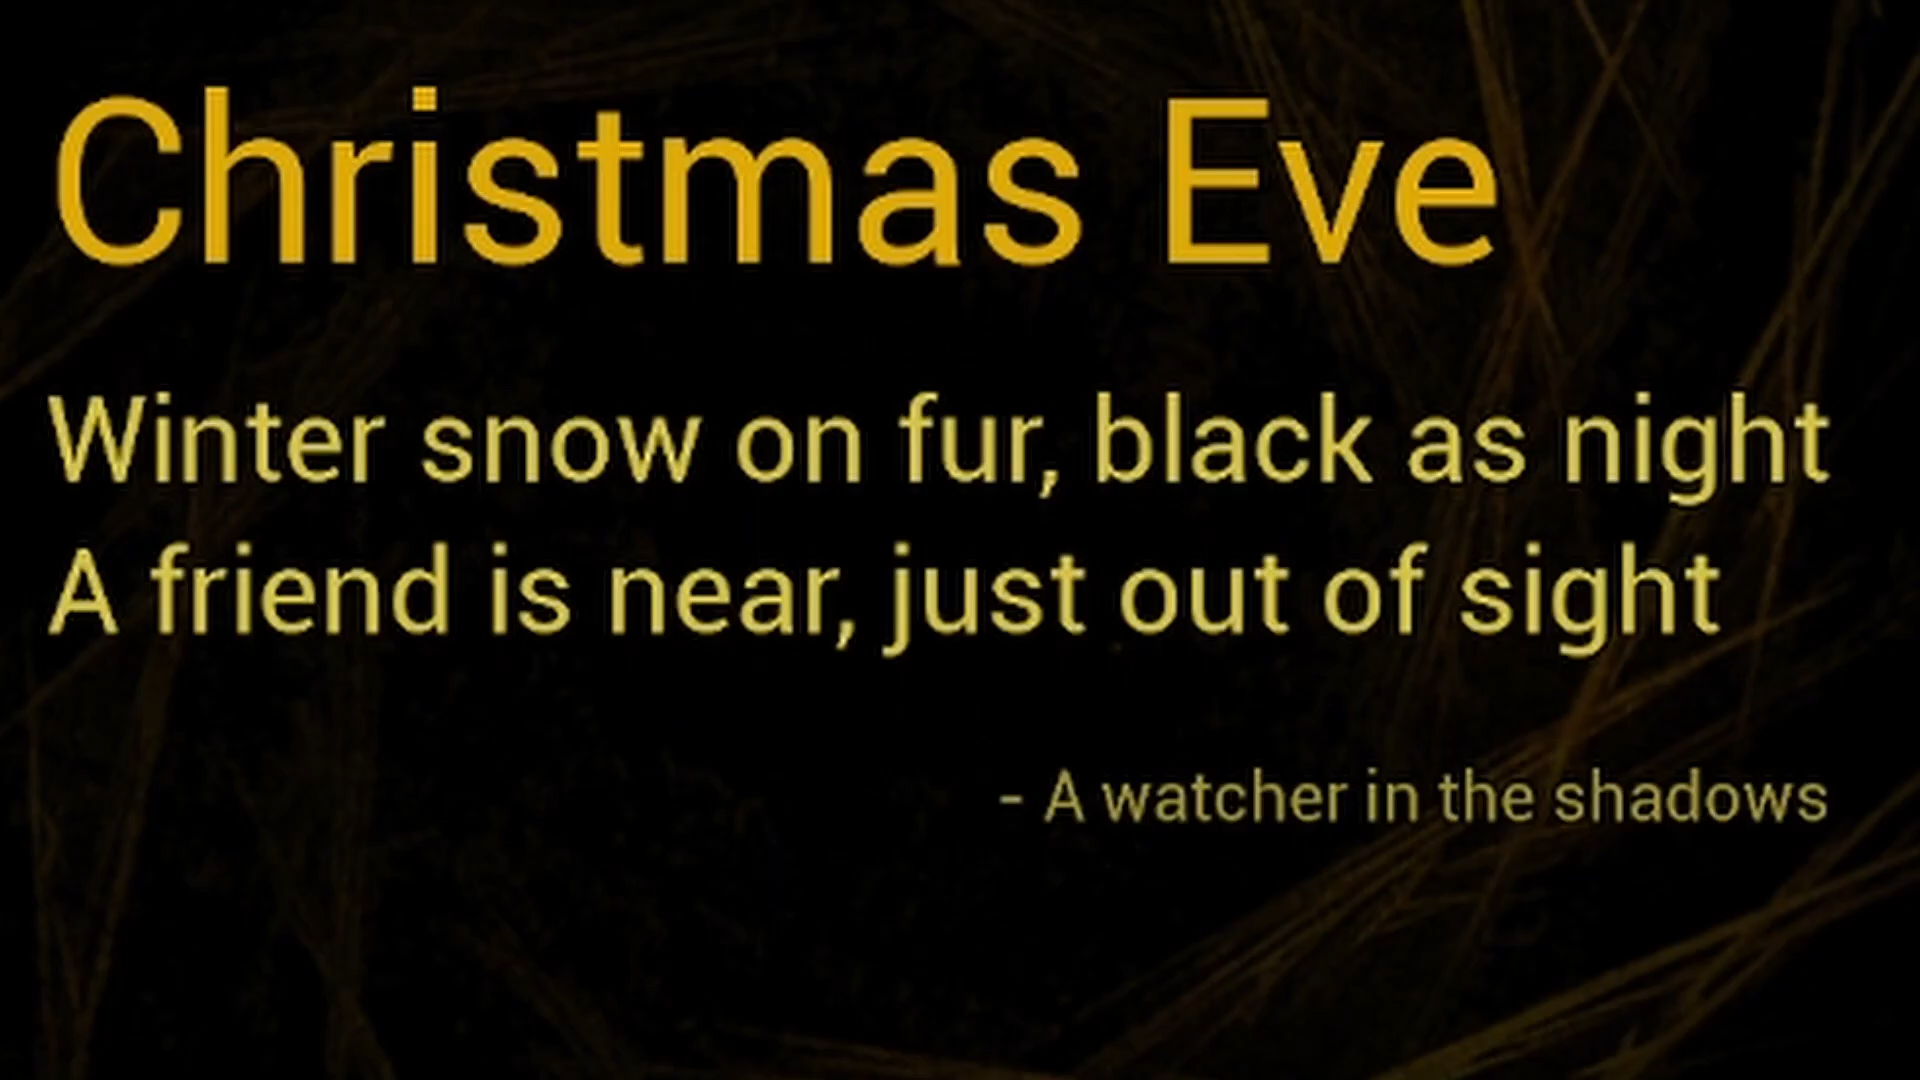 Christmas Eve
Winter snow on fur, black as night
A friend is near, just out of sight
- A watcher in the shadows